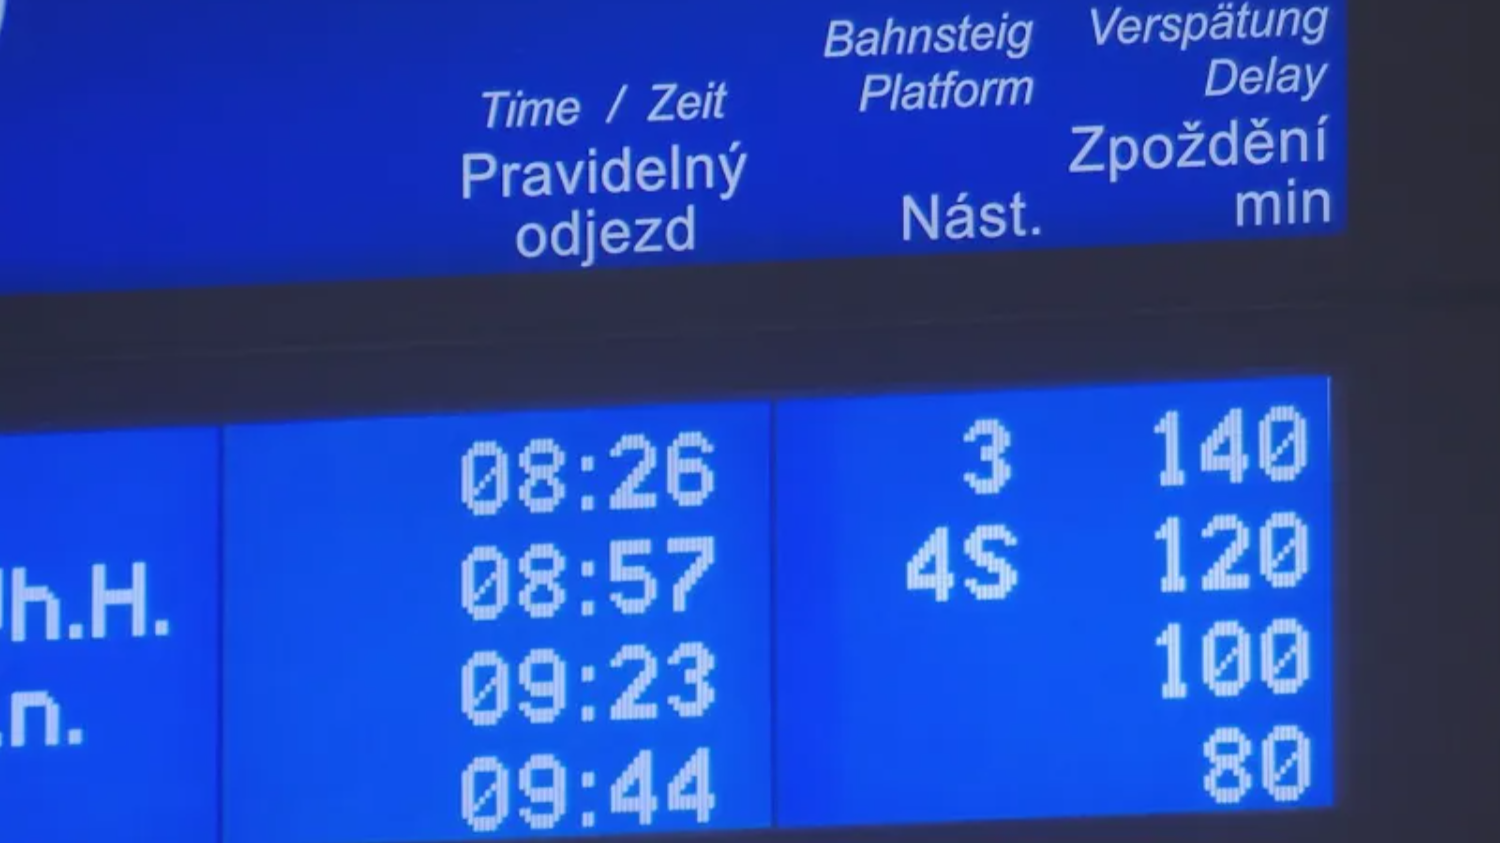 Bahnsteig Verspätung
Time / Zeit Platform Delay
Pravidelný odjezd Nást. Zpoždění min
08:26 3 140
h.H. 08:57 4S 120
.n. 09:23 100
09:44 80